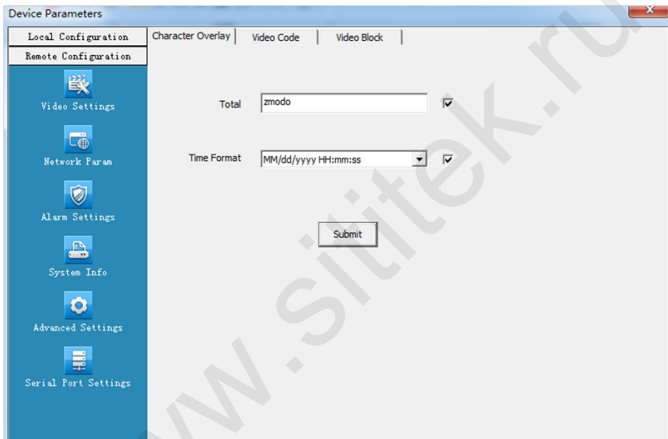 Device Parameters
Local Configuration
Remote Configuration
Video Settings
Network Param
Alarm Settings
System Info
Advanced Settings
Serial Port Settings
Character Overlay
Video Code
Video Block
Total
zmodo
Time Format
MM/dd/yyyy HH:mm:ss
Submit
www.sititek.ru